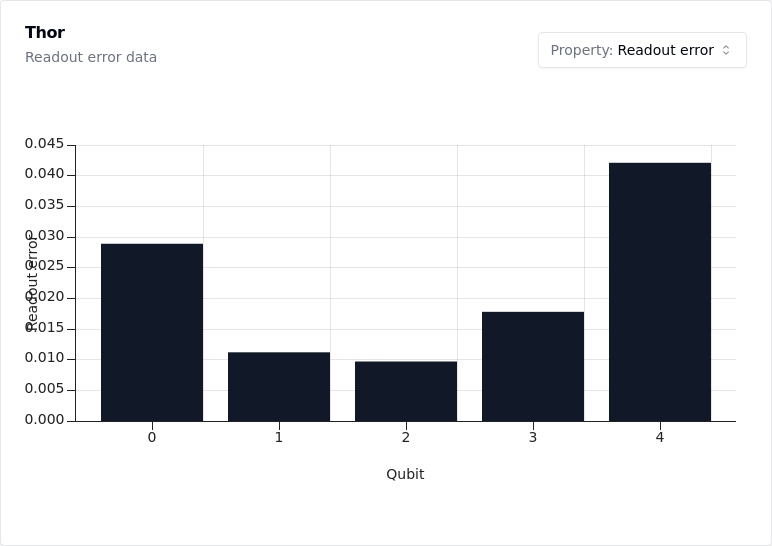 Thor
Readout error data
Property: Readout error
0.045
0.040
0.035
0.030
0.025
0.020
0.015
0.010
0.005
0.000
Readout error
0 1 2 3 4
Qubit